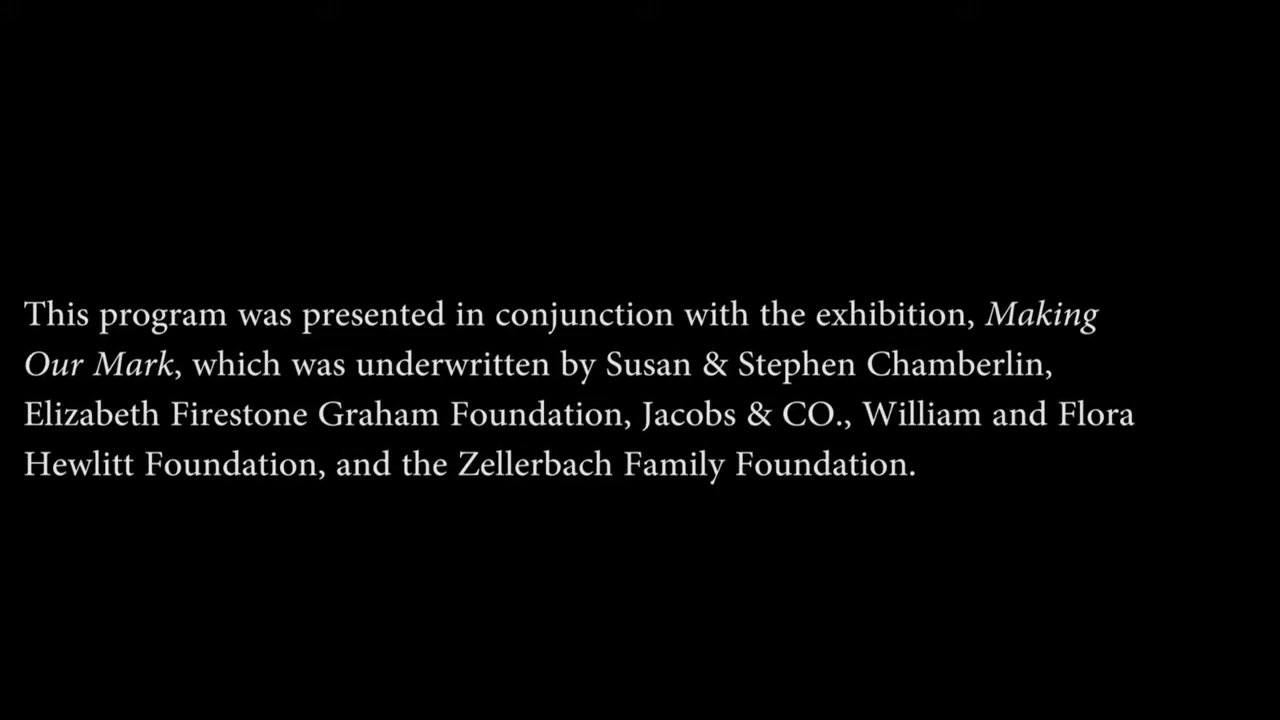 This program was presented in conjunction with the exhibition, Making
Our Mark, which was underwritten by Susan & Stephen Chamberlin,
Elizabeth Firestone Graham Foundation, Jacobs & CO., William and Flora
Hewlitt Foundation, and the Zellerbach Family Foundation.